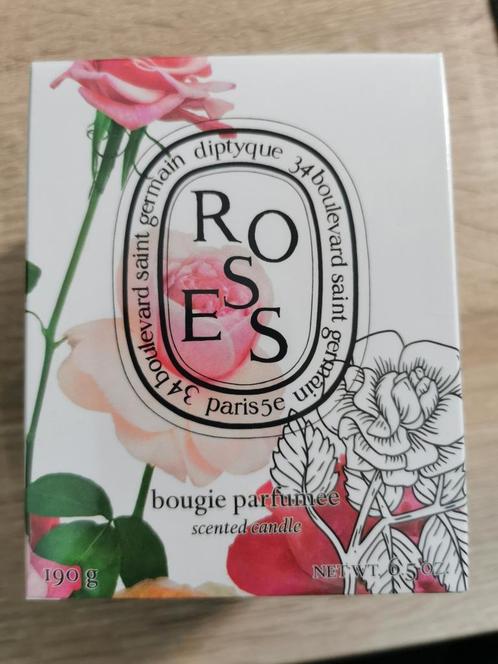 34 boulevard saint germain diptyque 34 boulevard saint germain
paris 5e
ROSES
bougie parfumée
scented candle
190 g
NET WT. 6.5 OZ.